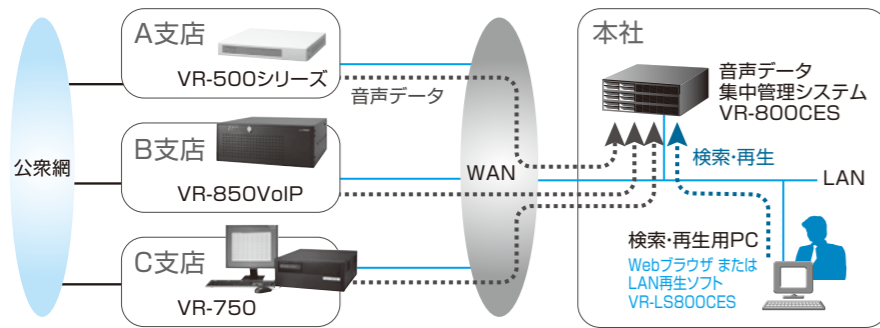 公衆網
A支店
VR-500シリーズ
音声データ
B支店
VR-850VoIP
C支店
VR-750
WAN
本社
音声データ
集中管理システム
VR-800CES
検索・再生
LAN
検索・再生用PC
Webブラウザ または
LAN再生ソフト
VR-LS800CES